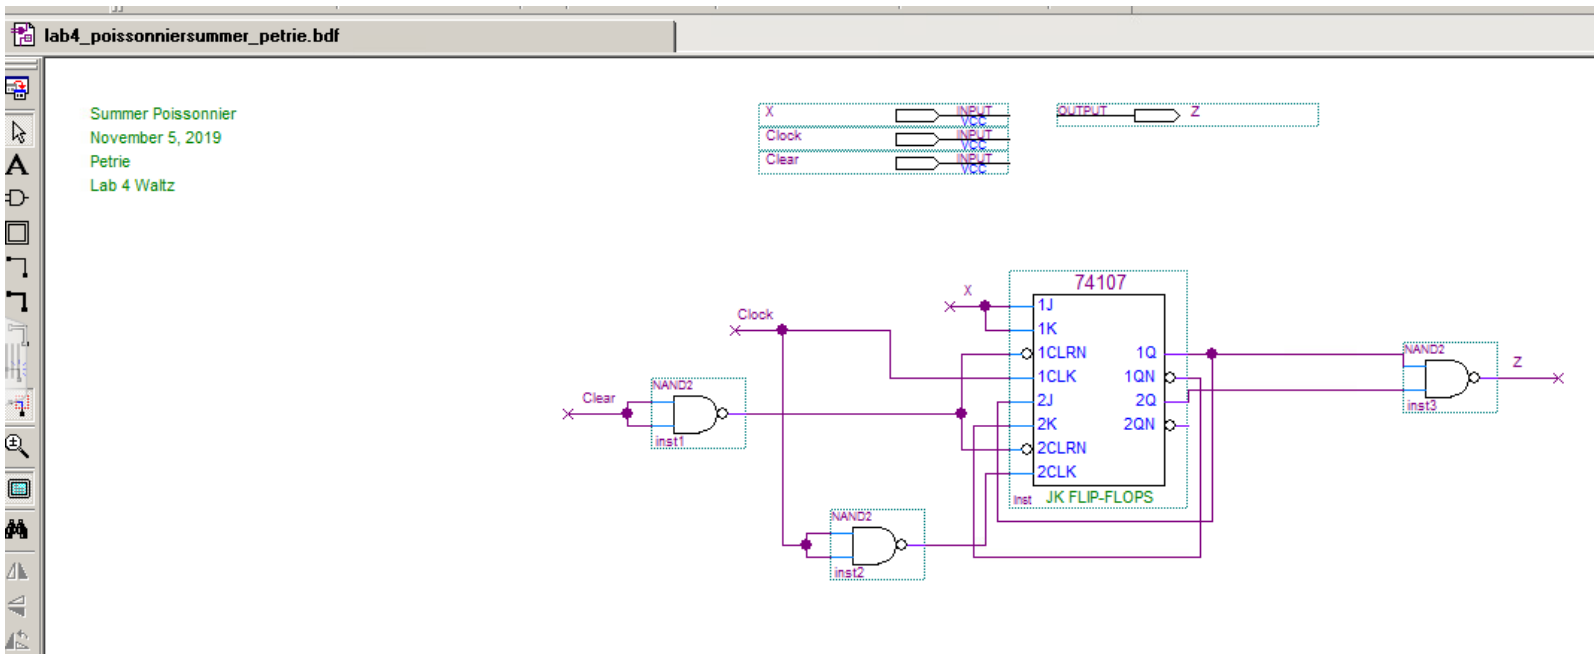 lab4_poissonniersummer_petrie.bdf
Summer Poissonnier
November 5, 2019
Petrie
Lab 4 Waltz
X INPUT
VCC
Clock INPUT
VCC
Clear INPUT
VCC
OUTPUT Z
74107
X
1J
1K
1CLRN
1CLK
2J
2K
2CLRN
2CLK
1Q
1QN
2Q
2QN
inst JK FLIP-FLOPS
Clock
Clear
NAND2
inst1
NAND2
inst2
NAND2
inst3
Z